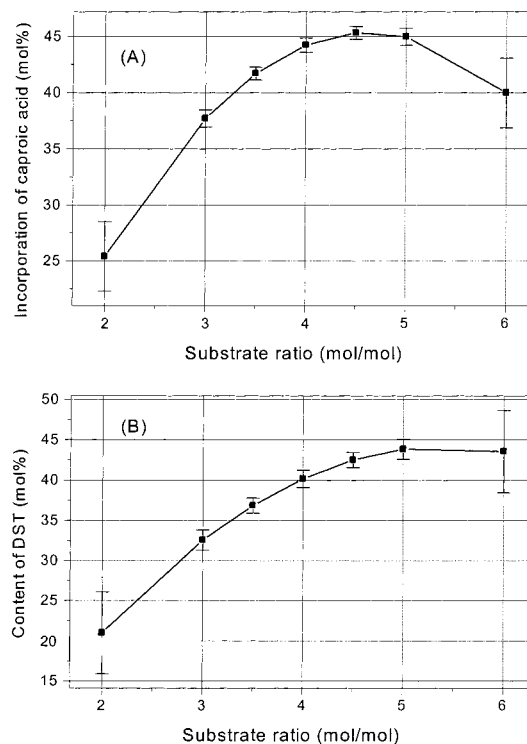 (A)
Incorporation of caproic acid (mol%)
45
40
35
30
25
2 3 4 5 6
Substrate ratio (mol/mol)
(B)
Content of DST (mol%)
50
45
40
35
30
25
20
15
2 3 4 5 6
Substrate ratio (mol/mol)